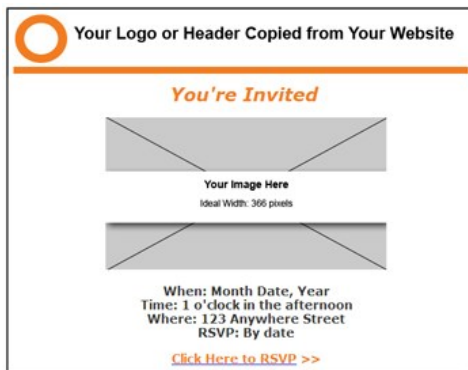 Your Logo or Header Copied from Your Website
You're Invited
Your Image Here
Ideal Width: 366 pixels
When: Month Date, Year
Time: 1 o'clock in the afternoon
Where: 123 Anywhere Street
RSVP: By date
Click Here to RSVP >>